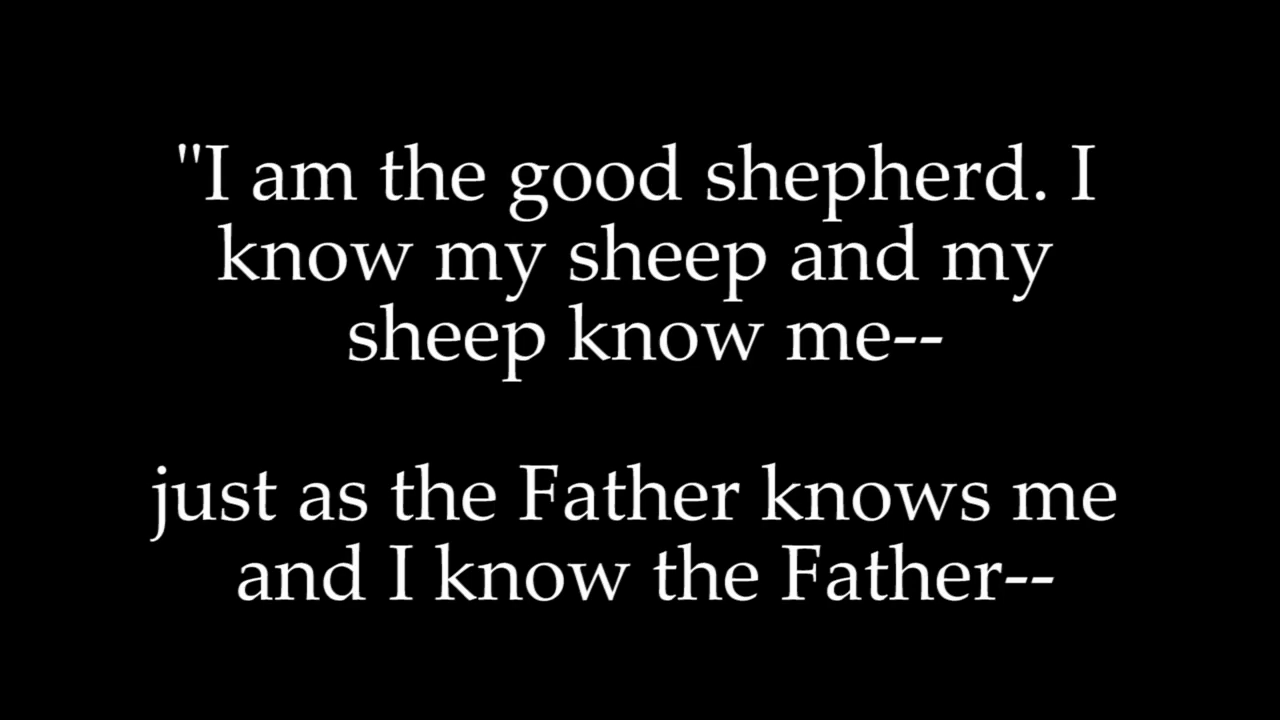 "I am the good shepherd. I
know my sheep and my
sheep know me--
just as the Father knows me
and I know the Father--